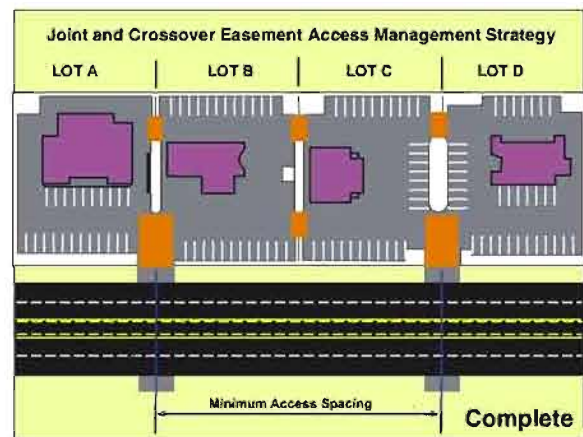 Joint and Crossover Easement Access Management Strategy
LOT A LOT B LOT C LOT D
Minimum Access Spacing
Complete